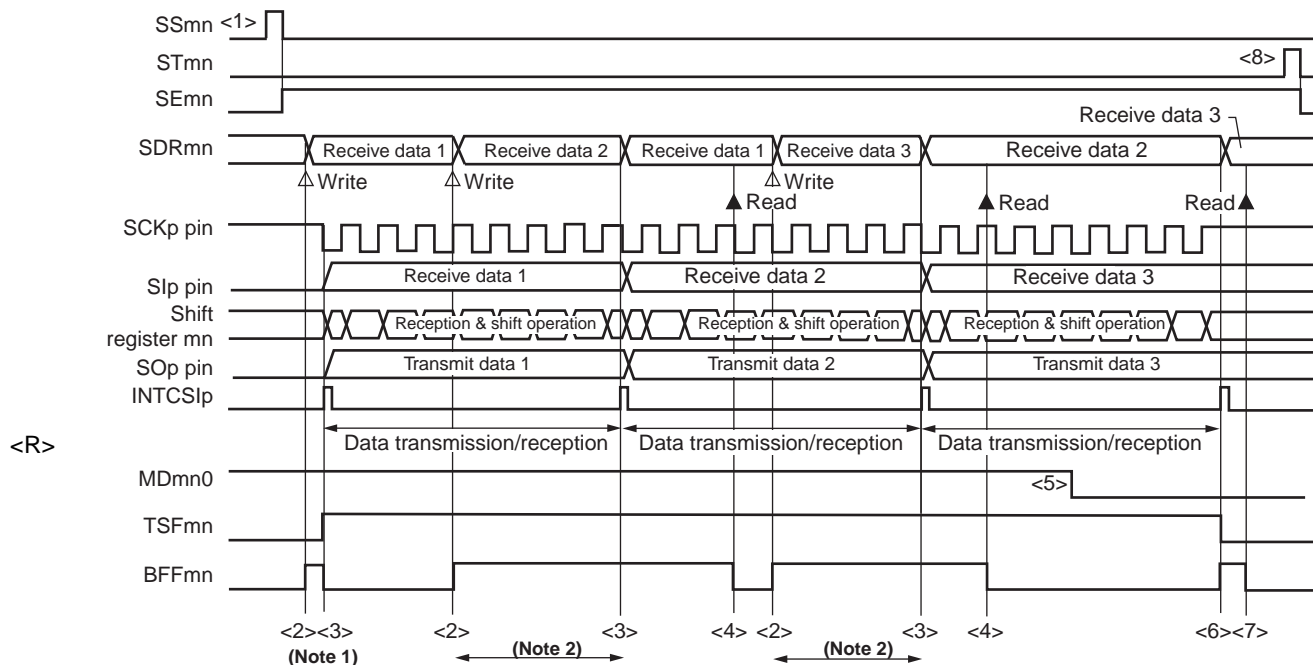 SSmn <1>
STmn <8>
SEmn
Receive data 3
SDRmn Receive data 1 Receive data 2 Receive data 1 Receive data 3 Receive data 2
Write Write Write
Read Read Read
SCKp pin
SIp pin Receive data 1 Receive data 2 Receive data 3
Shift
register mn Reception & shift operation Reception & shift operation Reception & shift operation
SOp pin Transmit data 1 Transmit data 2 Transmit data 3
INTCSIp
<R> Data transmission/reception Data transmission/reception Data transmission/reception
MDmn0 <5>
TSFmn
BFFmn
<2><3> <2> <3> <4> <2> <3> <4> <6><7>
(Note 1) (Note 2) (Note 2)